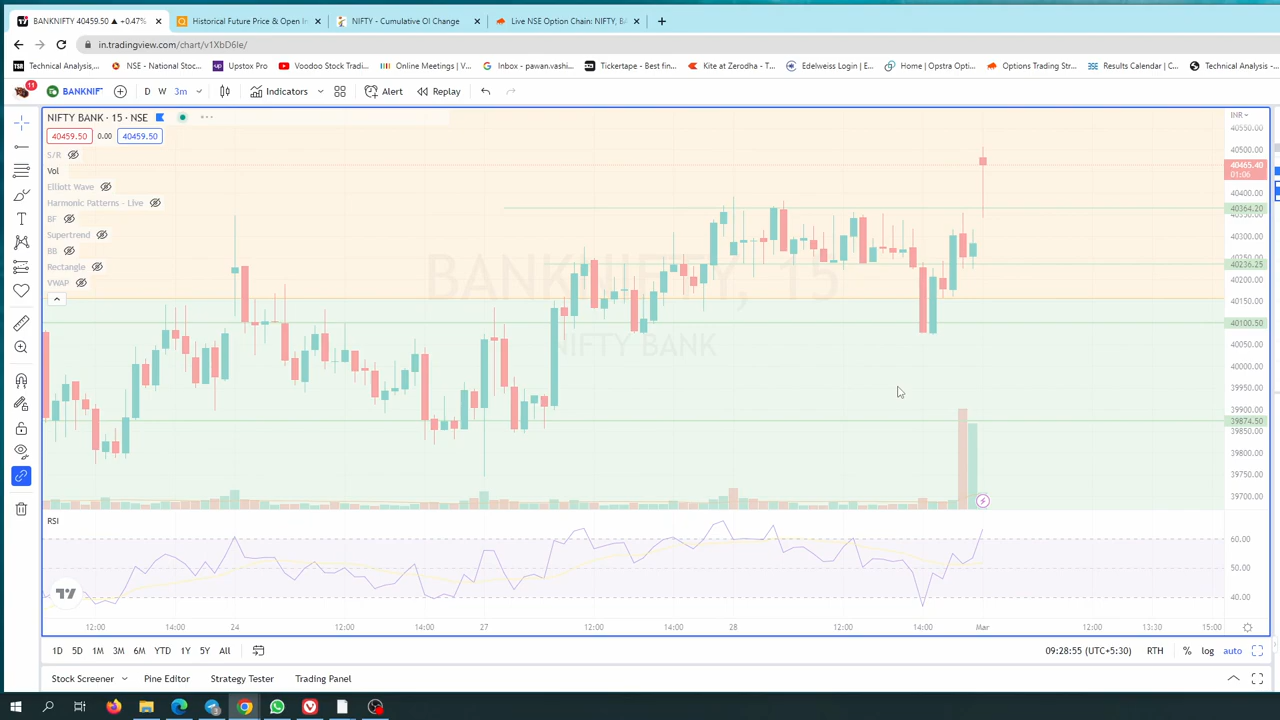 BANKNIFTY 40459.50 ▲ +0.47%
Historical Future Price & Open In
NIFTY - Cumulative OI Change
Live NSE Option Chain: NIFTY, B
in.tradingview.com/chart/v1XbD6Ie/
TSR Technical Analysis,...
NSE - National Stoc...
Upstox Pro
Voodoo Stock Tradi...
Online Meetings | V...
Inbox - pawan.vashi...
Tickertape - Best fin...
Kite at Zerodha - T...
Edelweiss Login | E...
Home | Opstra Optio...
Options Trading Str...
Results Calendar | C...
Technical Analysis -
11
BANKNIFT
D W 3m
Indicators
Alert
Replay
NIFTY BANK · 15 · NSE
40459.50 0.00 40459.50
S/R
Vol
Elliott Wave
Harmonic Patterns - Live
BF
Supertrend
BB
Rectangle
VWAP
BANKNIFTY, 15
NIFTY BANK
INR
40550.00
40500.00
40465.40
01:06
40400.00
40364.20
40350.00
40300.00
40236.25
40200.00
40150.00
40100.50
40050.00
40000.00
39950.00
39900.00
39874.50
39850.00
39800.00
39750.00
39700.00
RSI
60.00
50.00
40.00
12:00 14:00 24 12:00 14:00 27 12:00 14:00 28 12:00 14:00 Mar 12:00 13:30 15:00
1D 5D 1M 3M 6M YTD 1Y 5Y All
09:28:55 (UTC+5:30) RTH % log auto
Stock Screener Pine Editor Strategy Tester Trading Panel